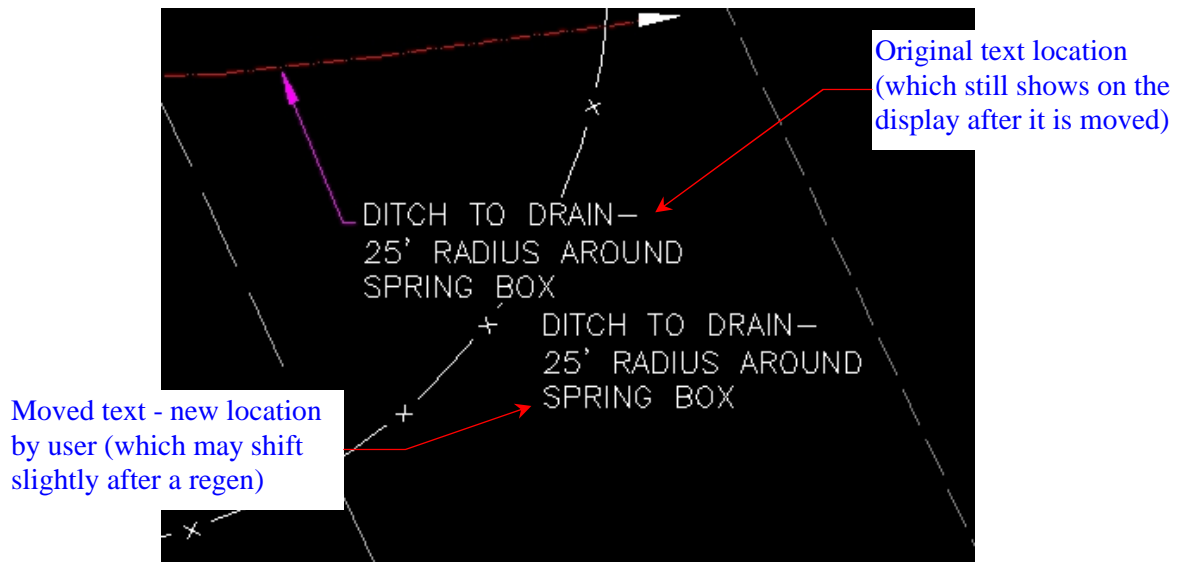 Original text location
(which still shows on the
display after it is moved)
DITCH TO DRAIN–
25' RADIUS AROUND
SPRING BOX
DITCH TO DRAIN–
25' RADIUS AROUND
SPRING BOX
Moved text - new location
by user (which may shift
slightly after a regen)